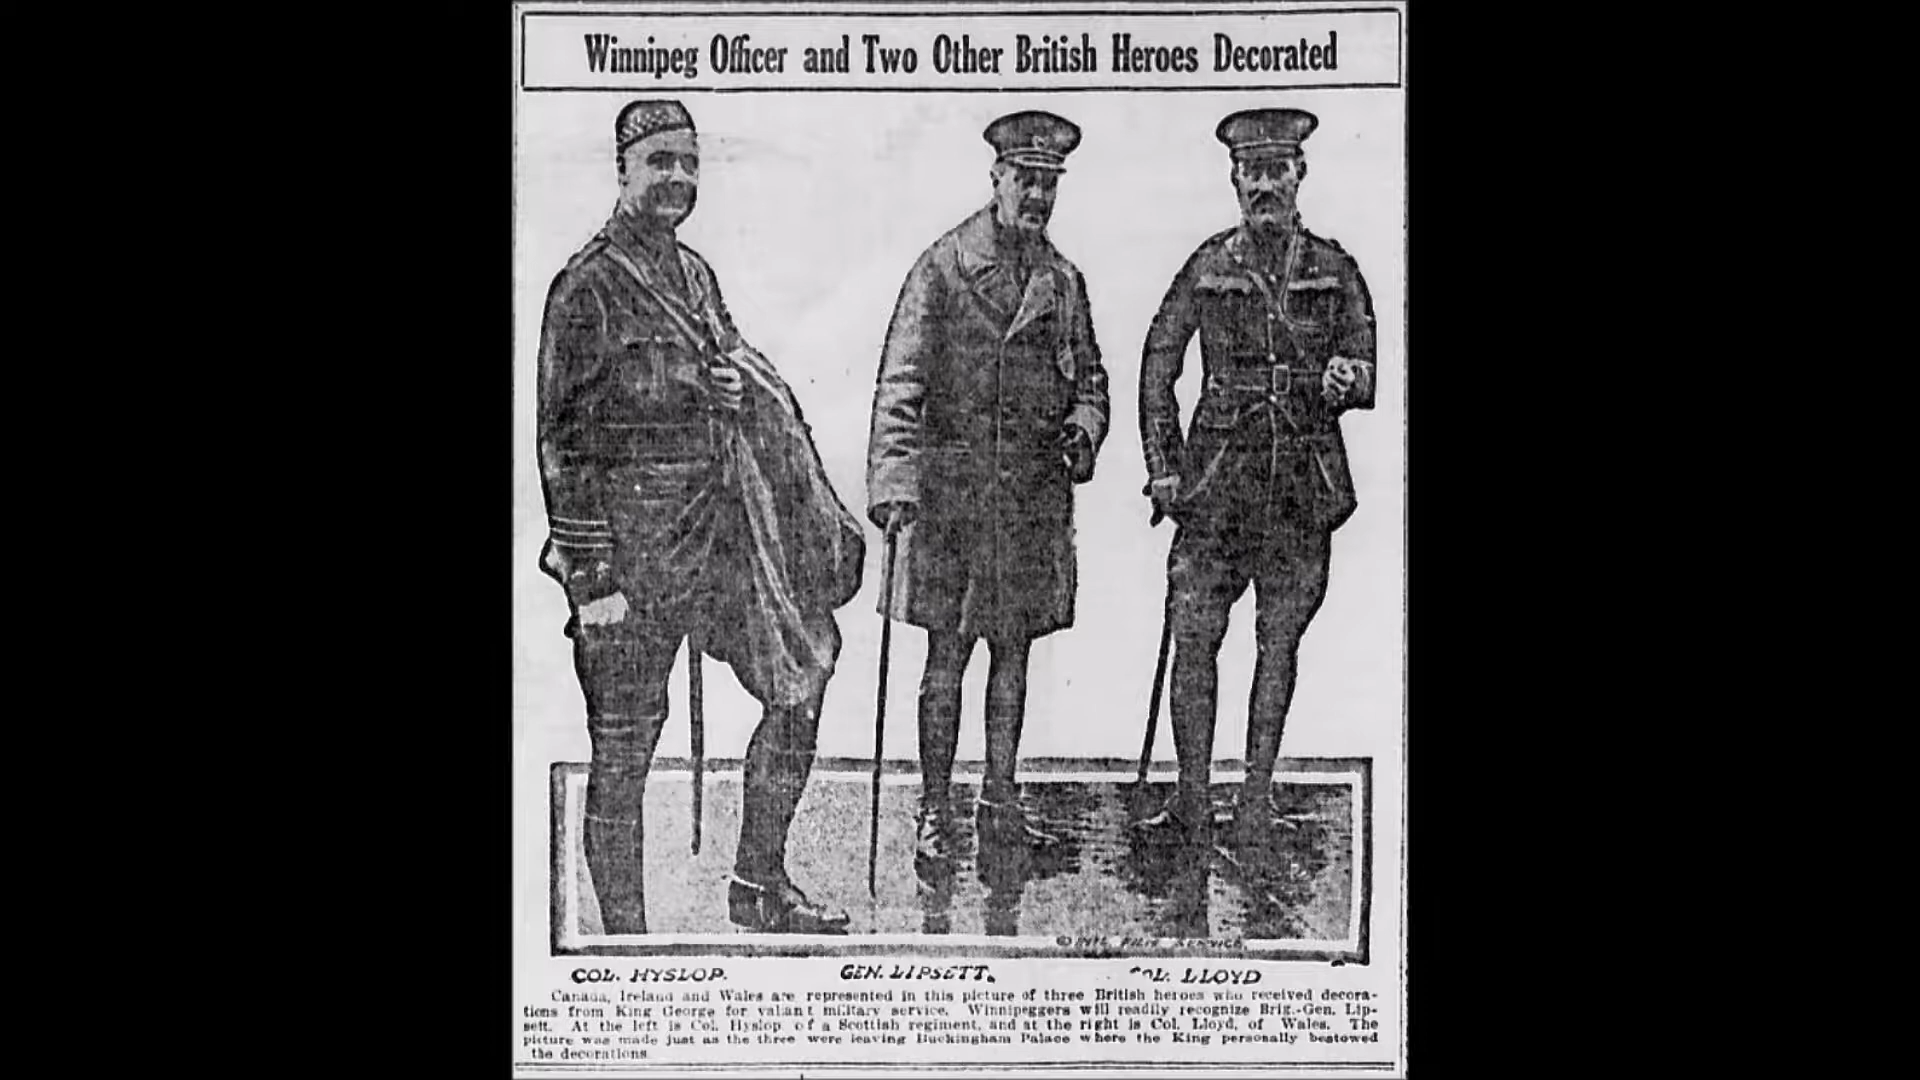 Winnipeg Officer and Two Other British Heroes Decorated
COL. HYSLOP.
GEN. LIPSETT.
COL. LLOYD
Canada, Ireland and Wales are represented in this picture of three British heroes who received decora-
tions from King George for valiant military service. Winnipeggers will readily recognize Brig.-Gen. Lip-
sett. At the left is Col. Hyslop of a Scottish regiment, and at the right is Col. Lloyd, of Wales. The
picture was made just as the three were leaving Buckingham Palace where the King personally bestowed
the decorations.